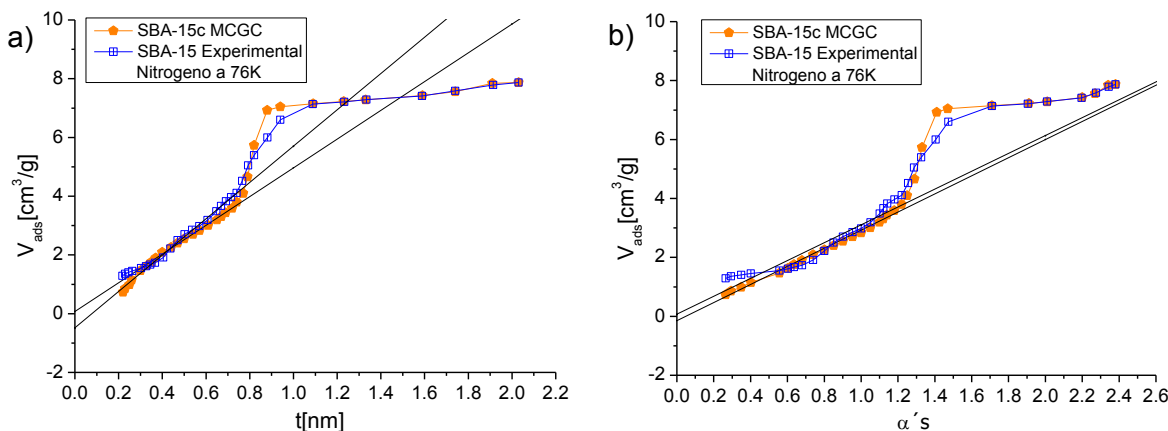 a)
SBA-15c MCGC
SBA-15 Experimental
Nitrogeno a 76K
10
8
6
4
2
0
-2
V_ads[cm³/g]
0.0 0.2 0.4 0.6 0.8 1.0 1.2 1.4 1.6 1.8 2.0 2.2
t[nm]
b)
SBA-15c MCGC
SBA-15 Experimental
Nitrogeno a 76K
10
8
6
4
2
0
-2
V_ads[cm³/g]
0.0 0.2 0.4 0.6 0.8 1.0 1.2 1.4 1.6 1.8 2.0 2.2 2.4 2.6
α´s